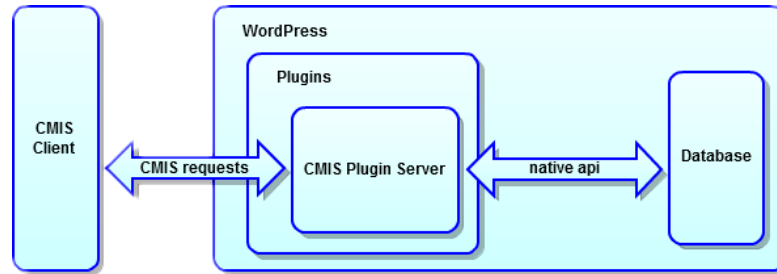 WordPress
Plugins
CMIS
Client
CMIS requests
CMIS Plugin Server
native api
Database